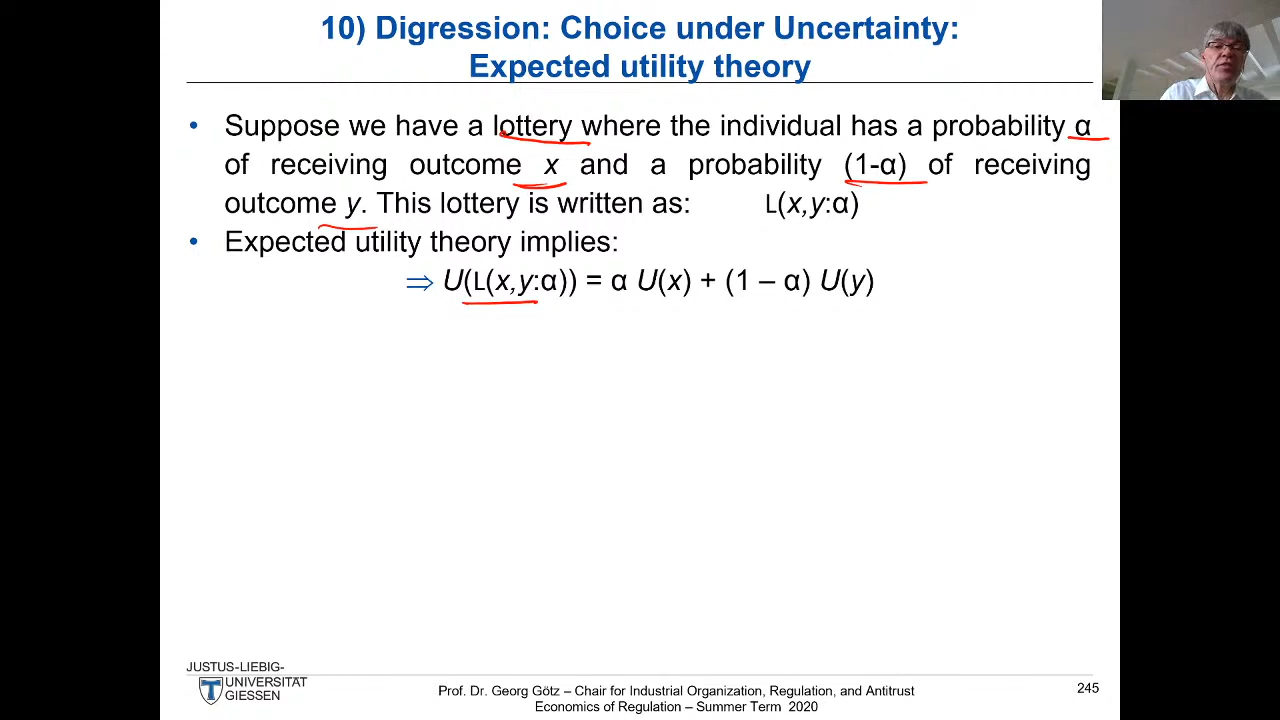 10) Digression: Choice under Uncertainty:
Expected utility theory
• Suppose we have a lottery where the individual has a probability α
of receiving outcome x and a probability (1-α) of receiving
outcome y. This lottery is written as: L(x,y:α)
• Expected utility theory implies:
⇒ U(L(x,y:α)) = α U(x) + (1 – α) U(y)
JUSTUS-LIEBIG-
UNIVERSITÄT
GIESSEN
Prof. Dr. Georg Götz – Chair for Industrial Organization, Regulation, and Antitrust
Economics of Regulation – Summer Term 2020
245